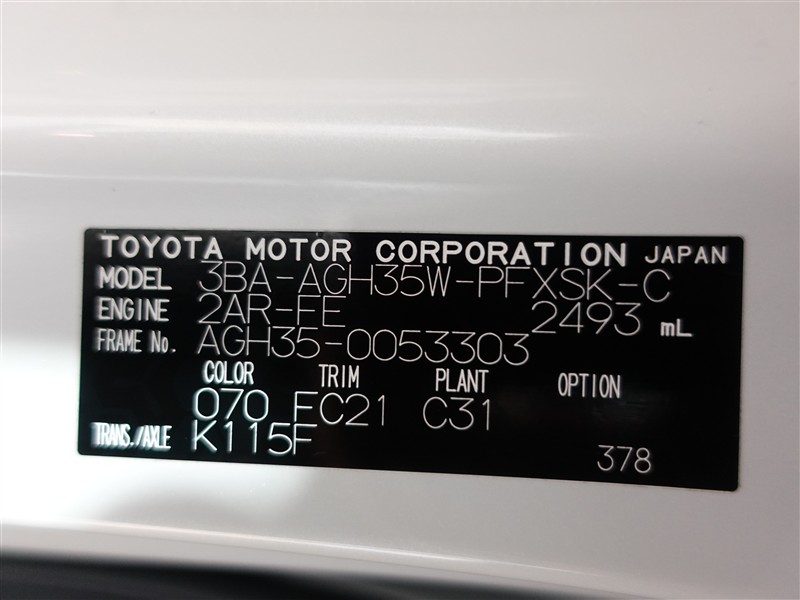 TOYOTA MOTOR CORPORATION JAPAN
MODEL 3BA-AGH35W-PFXSK-C
ENGINE 2AR-FE 2493 mL
FRAME No. AGH35-0053303
COLOR TRIM PLANT OPTION
070 FC21 C31
TRANS./AXLE K115F
378